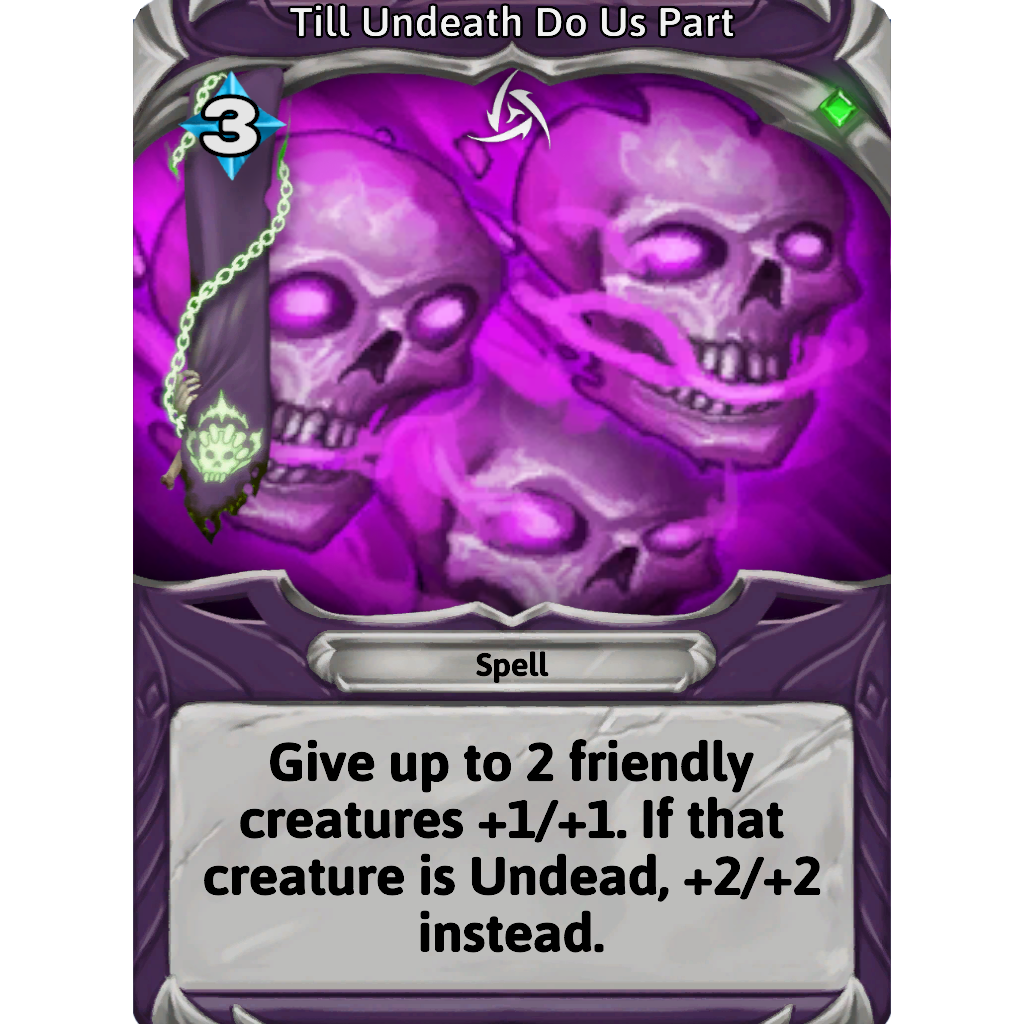 Till Undeath Do Us Part
3
Spell
Give up to 2 friendly
creatures +1/+1. If that
creature is Undead, +2/+2
instead.